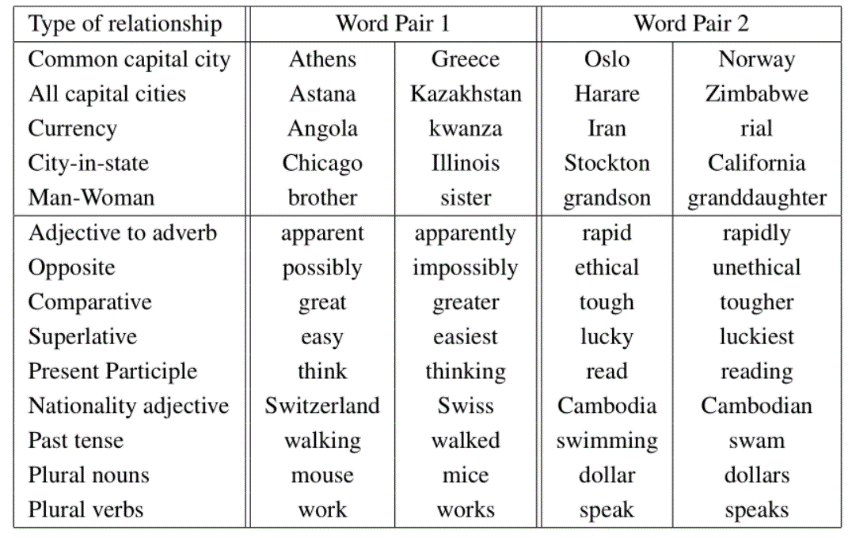 Type of relationship Word Pair 1 Word Pair 2
Common capital city Athens Greece Oslo Norway
All capital cities Astana Kazakhstan Harare Zimbabwe
Currency Angola kwanza Iran rial
City-in-state Chicago Illinois Stockton California
Man-Woman brother sister grandson granddaughter
Adjective to adverb apparent apparently rapid rapidly
Opposite possibly impossibly ethical unethical
Comparative great greater tough tougher
Superlative easy easiest lucky luckiest
Present Participle think thinking read reading
Nationality adjective Switzerland Swiss Cambodia Cambodian
Past tense walking walked swimming swam
Plural nouns mouse mice dollar dollars
Plural verbs work works speak speaks